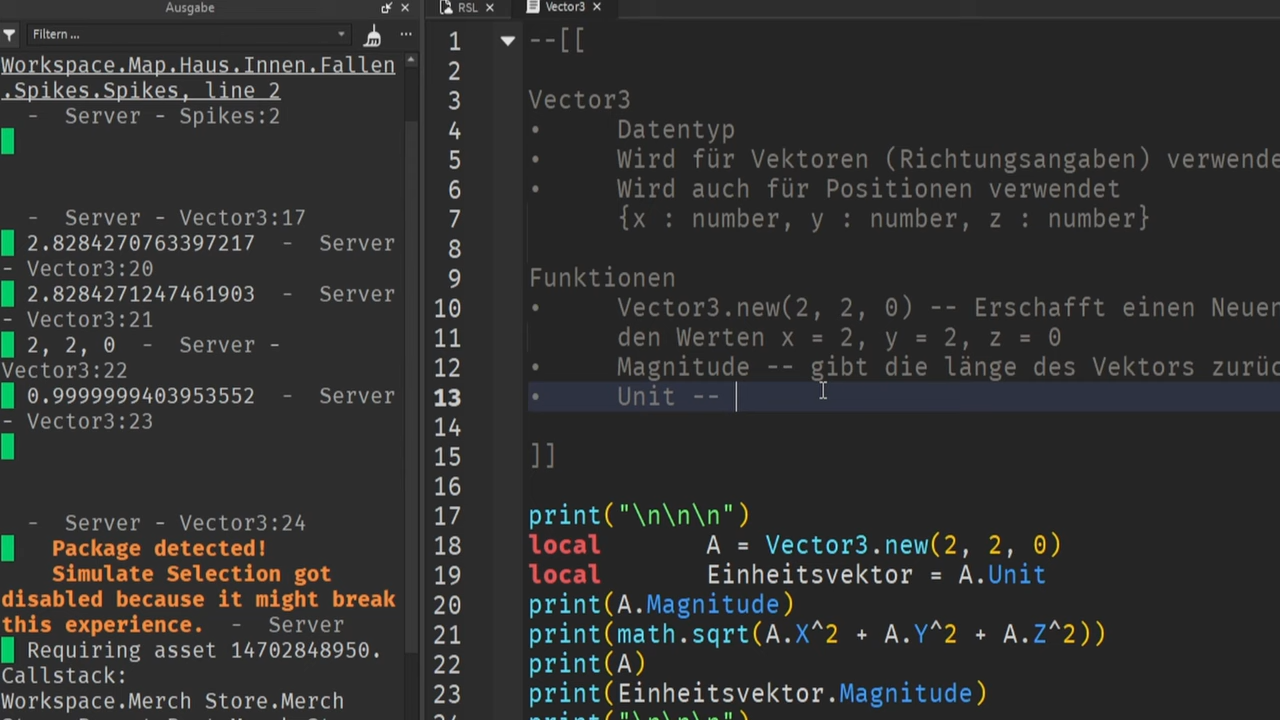 Ausgabe
Filtern ...
Workspace.Map.Haus.Innen.Fallen
.Spikes.Spikes, line 2
- Server - Spikes:2
- Server - Vector3:17
2.8284270763397217 - Server
- Vector3:20
2.8284271247461903 - Server
- Vector3:21
2, 2, 0 - Server -
Vector3:22
0.9999999403953552 - Server
- Vector3:23
- Server - Vector3:24
Package detected!
Simulate Selection got
disabled because it might break
this experience. - Server
Requiring asset 14702848950.
Callstack:
Workspace.Merch Store.Merch
RSL
Vector3
1 --[[
2
3 Vector3
4 • Datentyp
5 • Wird für Vektoren (Richtungsangaben) verwende
6 • Wird auch für Positionen verwendet
7 {x : number, y : number, z : number}
8
9 Funktionen
10 • Vector3.new(2, 2, 0) -- Erschafft einen Neuen
11 den Werten x = 2, y = 2, z = 0
12 • Magnitude -- gibt die länge des Vektors zurüc
13 • Unit --
14
15 ]]
16
17 print("\n\n\n")
18 local A = Vector3.new(2, 2, 0)
19 local Einheitsvektor = A.Unit
20 print(A.Magnitude)
21 print(math.sqrt(A.X^2 + A.Y^2 + A.Z^2))
22 print(A)
23 print(Einheitsvektor.Magnitude)